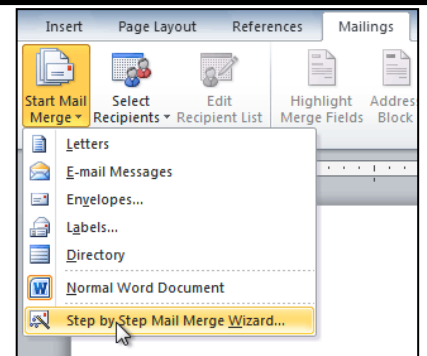 Insert Page Layout References Mailings
Start Mail Select Edit Highlight Addres
Merge Recipients Recipient List Merge Fields Block
Letters
E-mail Messages
Envelopes...
Labels...
Directory
Normal Word Document
Step by Step Mail Merge Wizard...